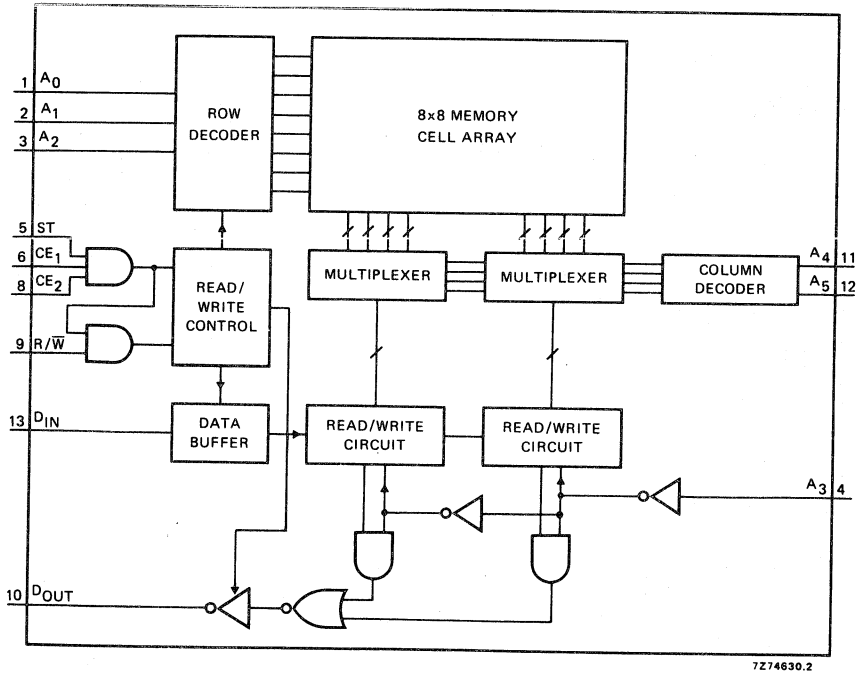 1 A0
2 A1
3 A2
ROW
DECODER
8x8 MEMORY
CELL ARRAY
5 ST
6 CE1
8 CE2
9 R/W̅
READ/
WRITE
CONTROL
MULTIPLEXER
MULTIPLEXER
COLUMN
DECODER
A4 11
A5 12
13 DIN
DATA
BUFFER
READ/WRITE
CIRCUIT
READ/WRITE
CIRCUIT
A3 4
10 DOUT
7Z74630.2